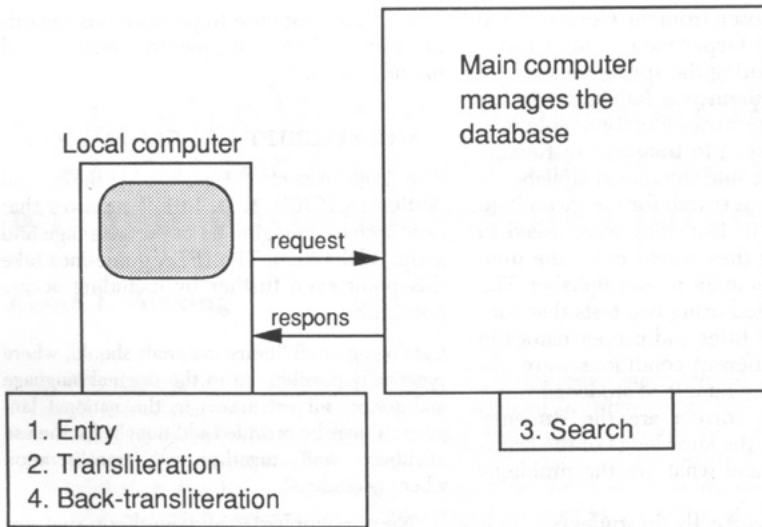 Main computer
manages the
database
Local computer
request
respons
1. Entry
2. Transliteration
4. Back-transliteration
3. Search